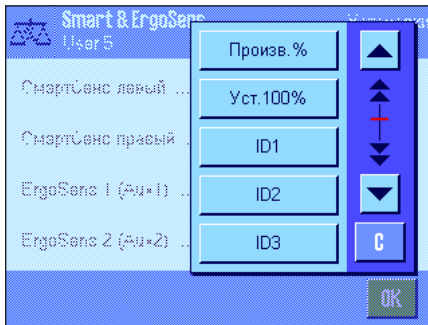 Smart & ErgoSens
User 5
СмартСенс левый ...
СмартСенс правый .
ErgoSens 1 (Aux1) ..
ErgoSens 2 (Aux2) ..
Произв.%
Уст.100%
ID1
ID2
ID3
C
OK